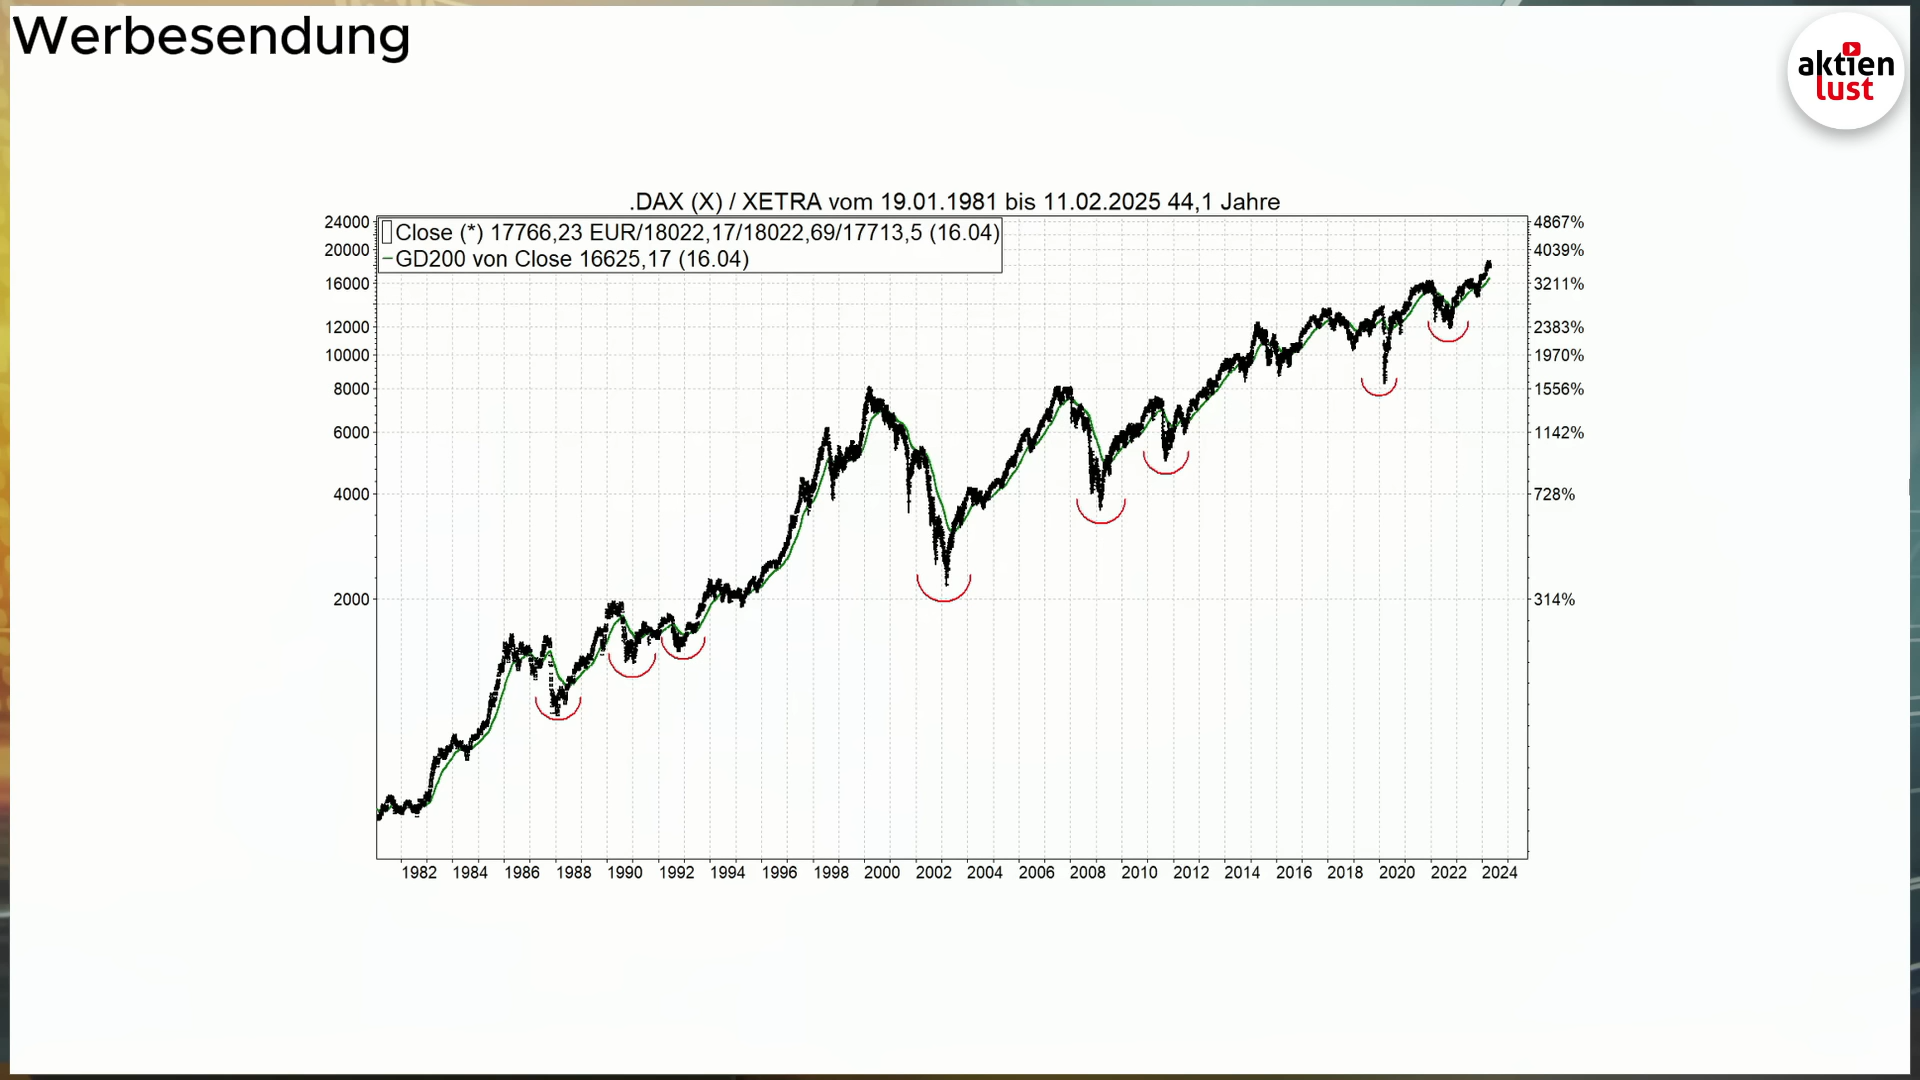 Werbesendung
aktien
lust
.DAX (X) / XETRA vom 19.01.1981 bis 11.02.2025 44,1 Jahre
Close (*) 17766,23 EUR/18022,17/18022,69/17713,5 (16.04)
GD200 von Close 16625,17 (16.04)
24000 4867%
20000 4039%
16000 3211%
12000 2383%
10000 1970%
8000 1556%
6000 1142%
4000 728%
2000 314%
1982 1984 1986 1988 1990 1992 1994 1996 1998 2000 2002 2004 2006 2008 2010 2012 2014 2016 2018 2020 2022 2024